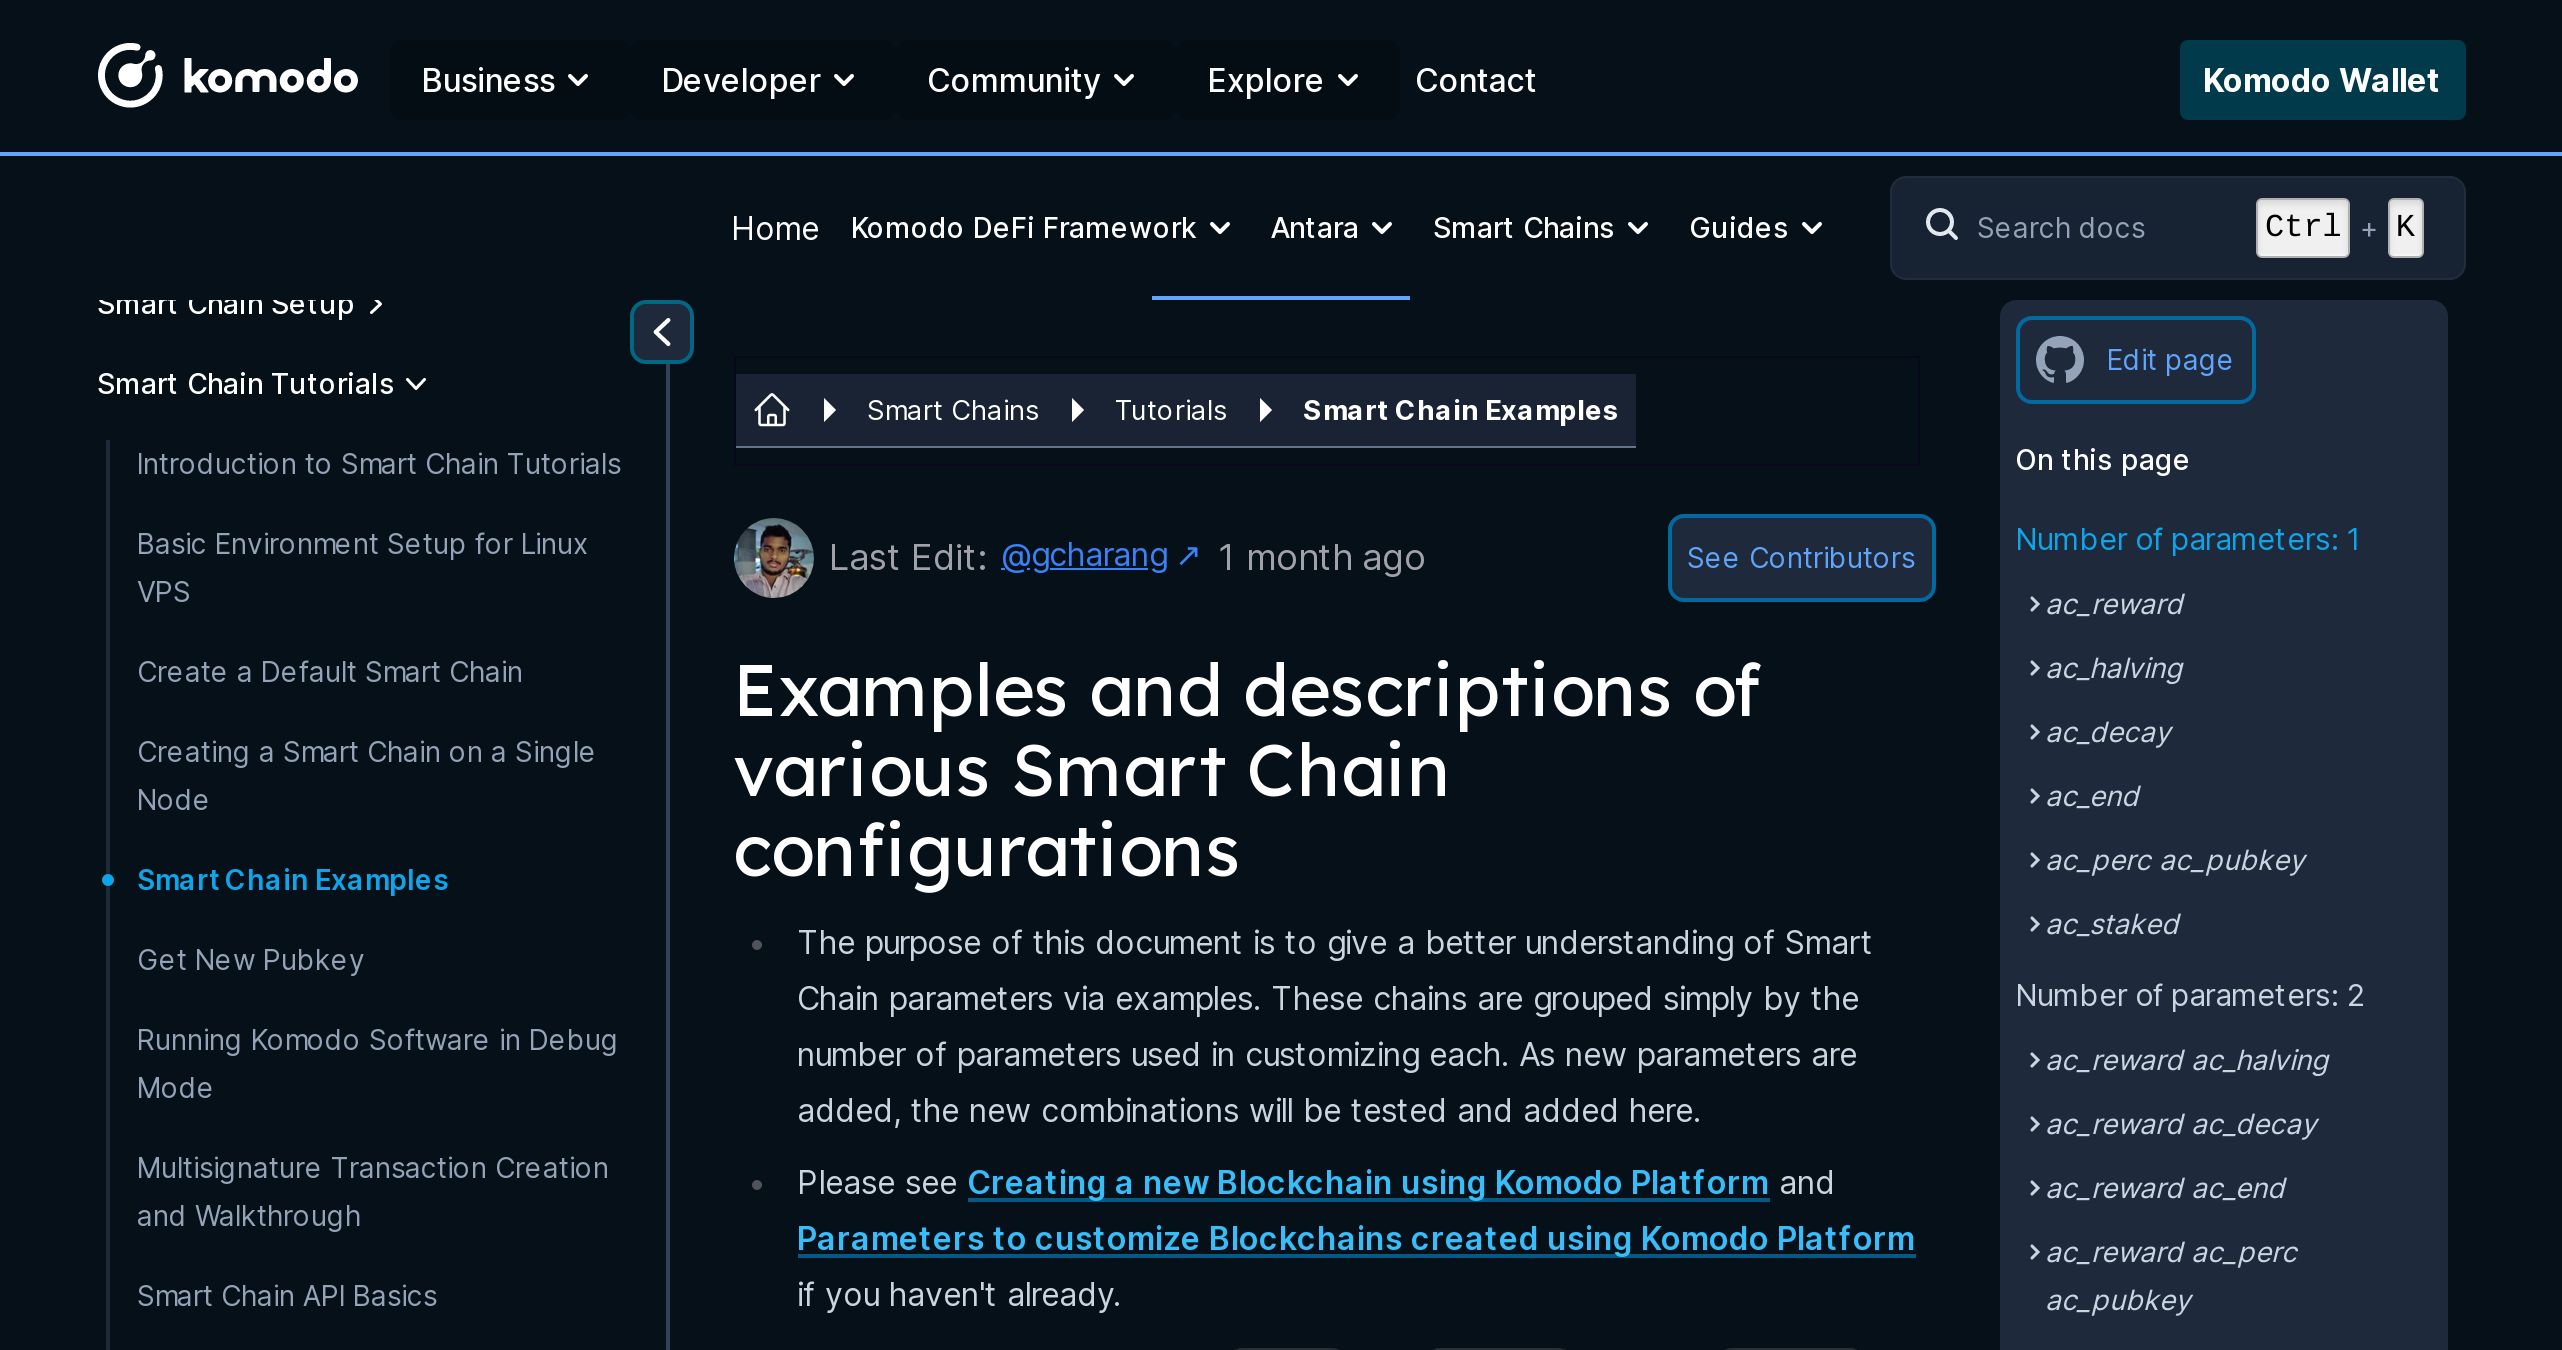 komodo
Business
Developer
Community
Explore
Contact
Komodo Wallet
Home
Komodo DeFi Framework
Antara
Smart Chains
Guides
Search docs
Ctrl + K
Smart Chain Setup
Smart Chain Tutorials
Introduction to Smart Chain Tutorials
Basic Environment Setup for Linux
VPS
Create a Default Smart Chain
Creating a Smart Chain on a Single
Node
Smart Chain Examples
Get New Pubkey
Running Komodo Software in Debug
Mode
Multisignature Transaction Creation
and Walkthrough
Smart Chain API Basics
Smart Chains
Tutorials
Smart Chain Examples
Last Edit: @gcharang ↗ 1 month ago
See Contributors
Examples and descriptions of
various Smart Chain
configurations
The purpose of this document is to give a better understanding of Smart
Chain parameters via examples. These chains are grouped simply by the
number of parameters used in customizing each. As new parameters are
added, the new combinations will be tested and added here.
Please see Creating a new Blockchain using Komodo Platform and
Parameters to customize Blockchains created using Komodo Platform
if you haven't already.
Edit page
On this page
Number of parameters: 1
ac_reward
ac_halving
ac_decay
ac_end
ac_perc ac_pubkey
ac_staked
Number of parameters: 2
ac_reward ac_halving
ac_reward ac_decay
ac_reward ac_end
ac_reward ac_perc
ac_pubkey